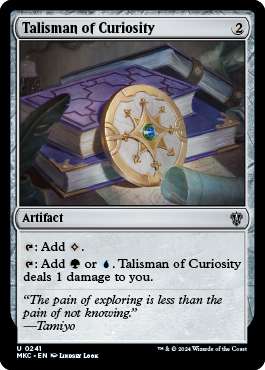 Talisman of Curiosity 2
Artifact
: Add .
: Add or . Talisman of Curiosity
deals 1 damage to you.
"The pain of exploring is less than the
pain of not knowing."
—Tamiyo
U 0241
MKC • EN Lindsey Look
™ & © 2024 Wizards of the Coast